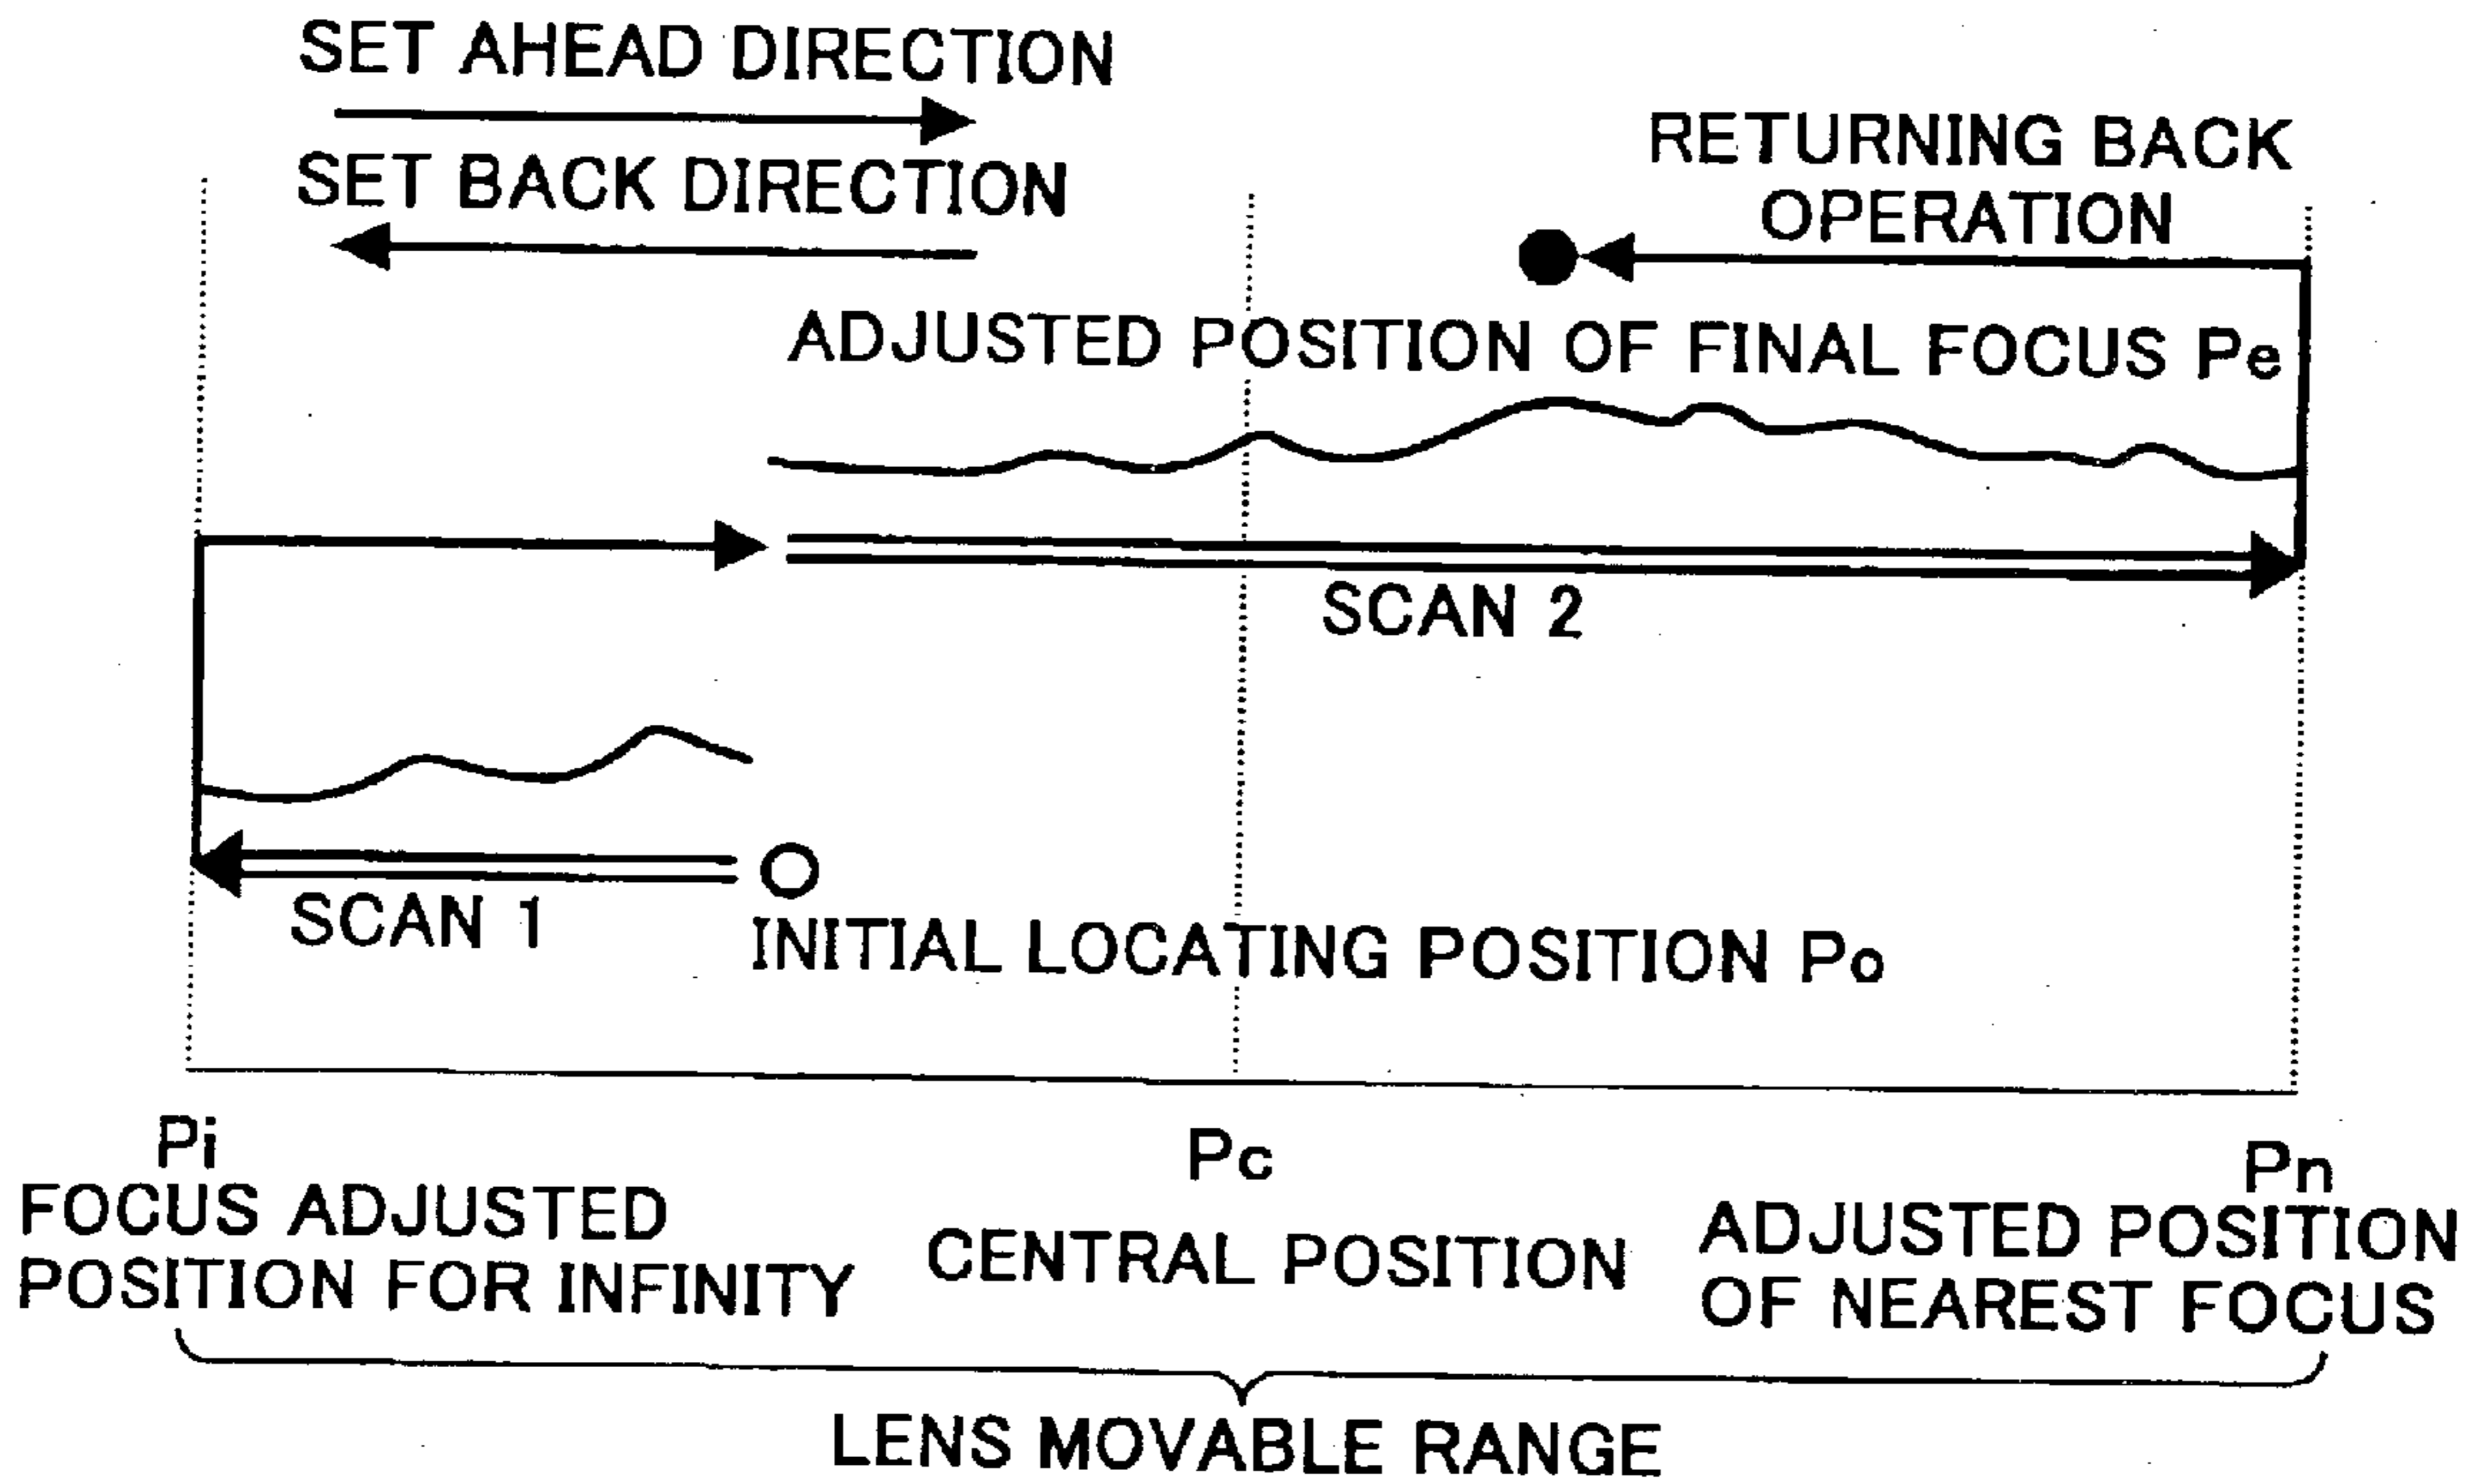 SET AHEAD DIRECTION
SET BACK DIRECTION
RETURNING BACK
OPERATION
ADJUSTED POSITION OF FINAL FOCUS Pe
SCAN 2
SCAN 1
INITIAL LOCATING POSITION Po
Pi
FOCUS ADJUSTED
POSITION FOR INFINITY
Pc
CENTRAL POSITION
Pn
ADJUSTED POSITION
OF NEAREST FOCUS
LENS MOVABLE RANGE